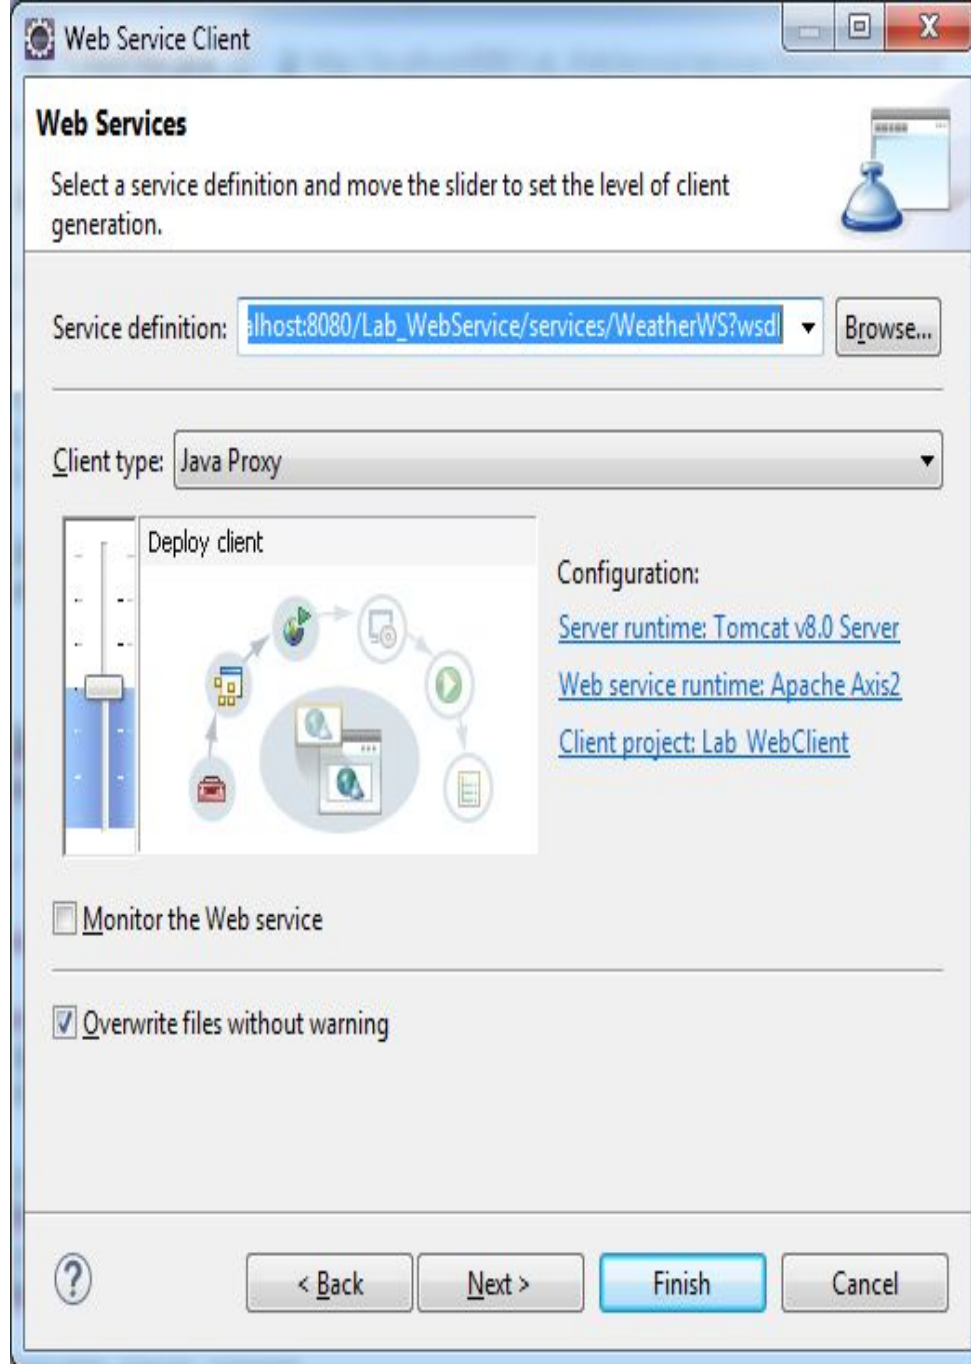 Web Service Client
X
Web Services
Select a service definition and move the slider to set the level of client
generation.
Service definition: alhost:8080/Lab_WebService/services/WeatherWS?wsdl Browse...
Client type: Java Proxy
Deploy client
Configuration:
Server runtime: Tomcat v8.0 Server
Web service runtime: Apache Axis2
Client project: Lab_WebClient
Monitor the Web service
Overwrite files without warning
? < Back Next > Finish Cancel